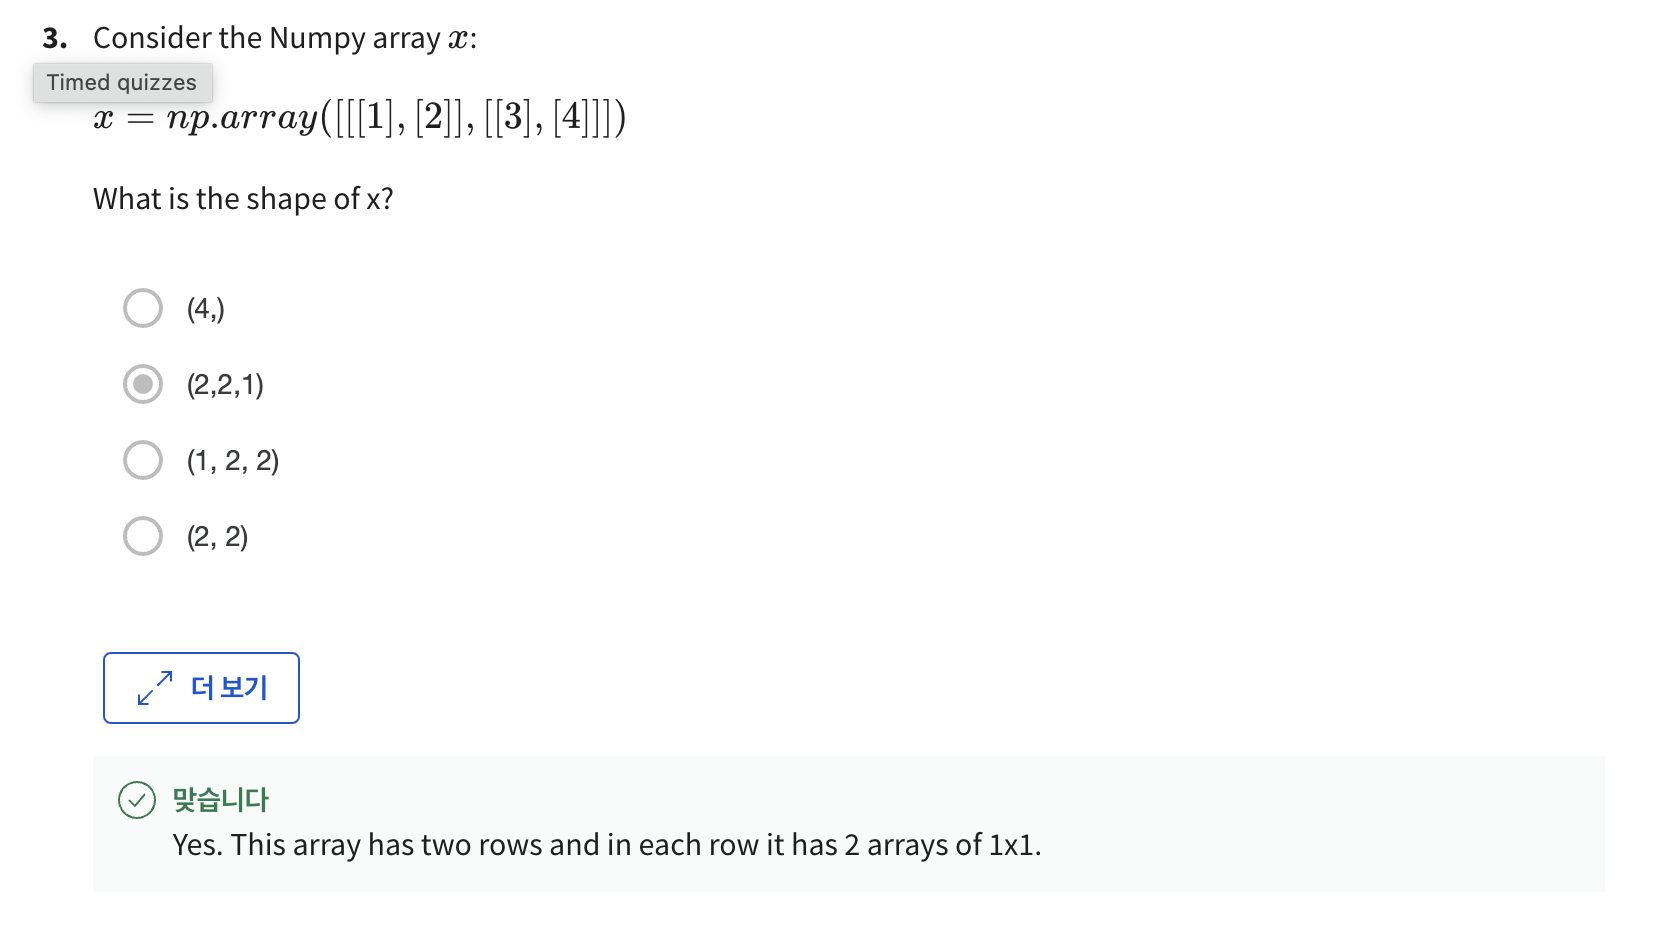 3. Consider the Numpy array x:
Timed quizzes
x = np.array([[[1], [2]], [[3], [4]]])
What is the shape of x?
(4,)
(2,2,1)
(1, 2, 2)
(2, 2)
더 보기
맞습니다
Yes. This array has two rows and in each row it has 2 arrays of 1x1.